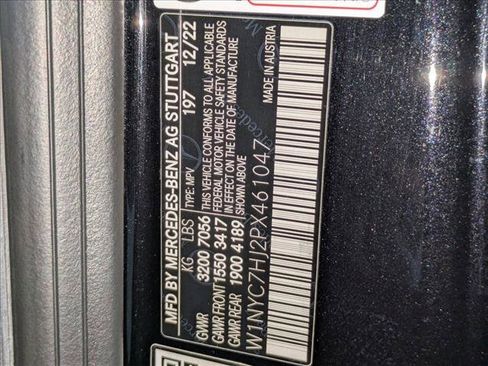 MFD BY MERCEDES-BENZ AG STUTTGART
KG LBS TYPE: MPV 197 12/22
GVWR 3200 7056 THIS VEHICLE CONFORMS TO ALL APPLICABLE
GAWR FRONT 1550 3417 FEDERAL MOTOR VEHICLE SAFETY STANDARDS
GAWR REAR 1900 4189 IN EFFECT ON THE DATE OF MANUFACTURE
SHOWN ABOVE.
W1NYC7HJ2PX461047
MADE IN AUSTRIA